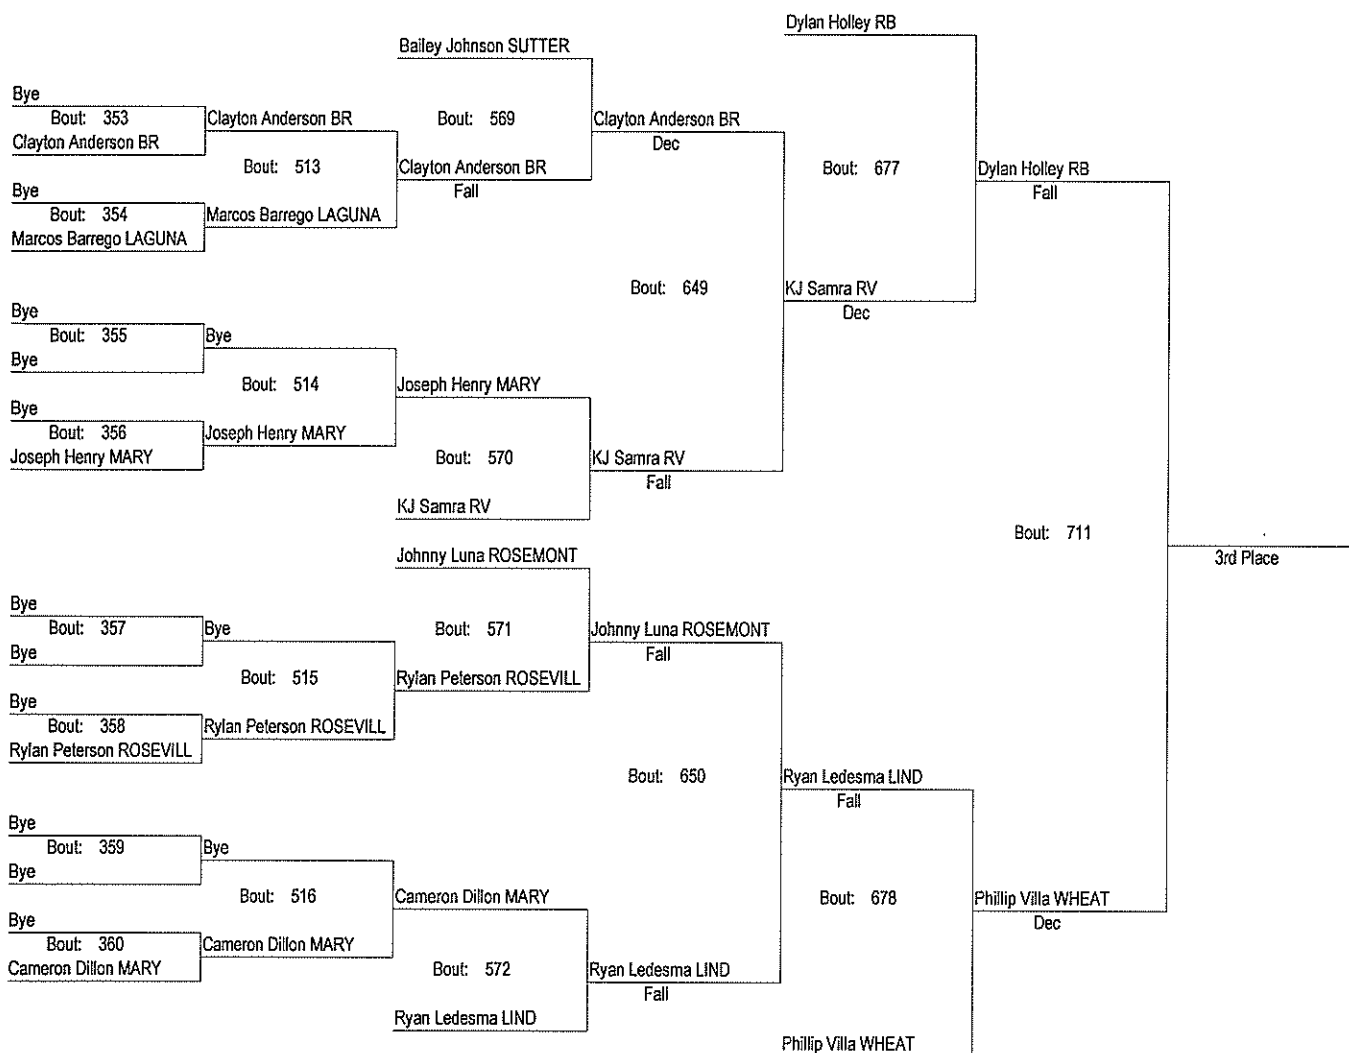 Dylan Holley RB
Bailey Johnson SUTTER
Bye
Bout: 353
Clayton Anderson BR
Clayton Anderson BR
Bout: 569
Clayton Anderson BR
Dec
Bout: 513
Clayton Anderson BR
Fall
Bout: 677
Dylan Holley RB
Fall
Bye
Bout: 354
Marcos Barrego LAGUNA
Marcos Barrego LAGUNA
Bout: 649
KJ Samra RV
Dec
Bye
Bout: 355
Bye
Bye
Bout: 514
Joseph Henry MARY
Bye
Bout: 356
Joseph Henry MARY
Joseph Henry MARY
Bout: 570
KJ Samra RV
Fall
KJ Samra RV
Bout: 711
3rd Place
Johnny Luna ROSEMONT
Bye
Bout: 357
Bye
Bye
Bout: 571
Johnny Luna ROSEMONT
Fall
Bout: 515
Rylan Peterson ROSEVILL
Bye
Bout: 358
Rylan Peterson ROSEVILL
Rylan Peterson ROSEVILL
Bout: 650
Ryan Ledesma LIND
Fall
Bye
Bout: 359
Bye
Bye
Bout: 516
Cameron Dillon MARY
Bout: 678
Phillip Villa WHEAT
Dec
Bye
Bout: 360
Cameron Dillon MARY
Cameron Dillon MARY
Bout: 572
Ryan Ledesma LIND
Fall
Ryan Ledesma LIND
Phillip Villa WHEAT